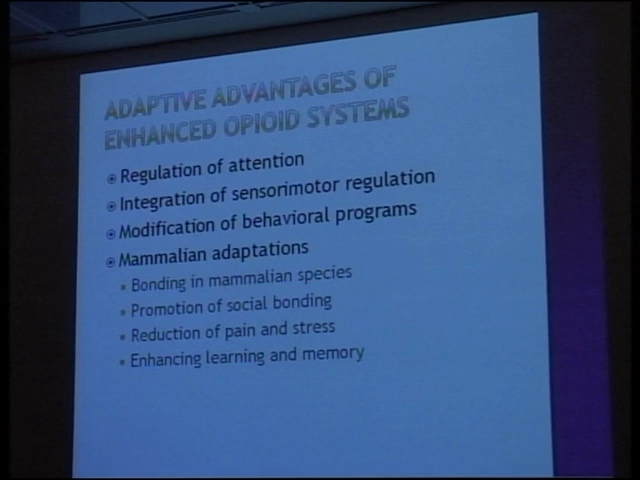 ADAPTIVE ADVANTAGES OF
ENHANCED OPIOID SYSTEMS
Regulation of attention
Integration of sensorimotor regulation
Modification of behavioral programs
Mammalian adaptations
Bonding in mammalian species
Promotion of social bonding
Reduction of pain and stress
Enhancing learning and memory